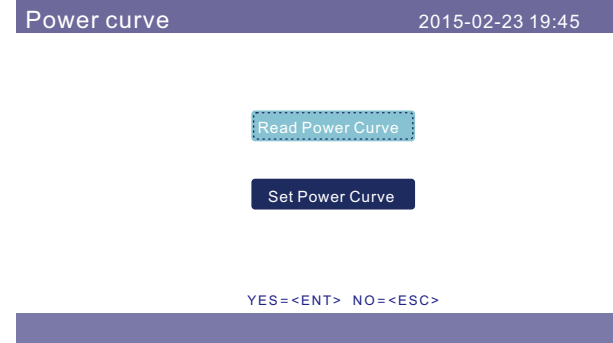 Power curve 2015-02-23 19:45
Read Power Curve
Set Power Curve
YES=<ENT> NO=<ESC>